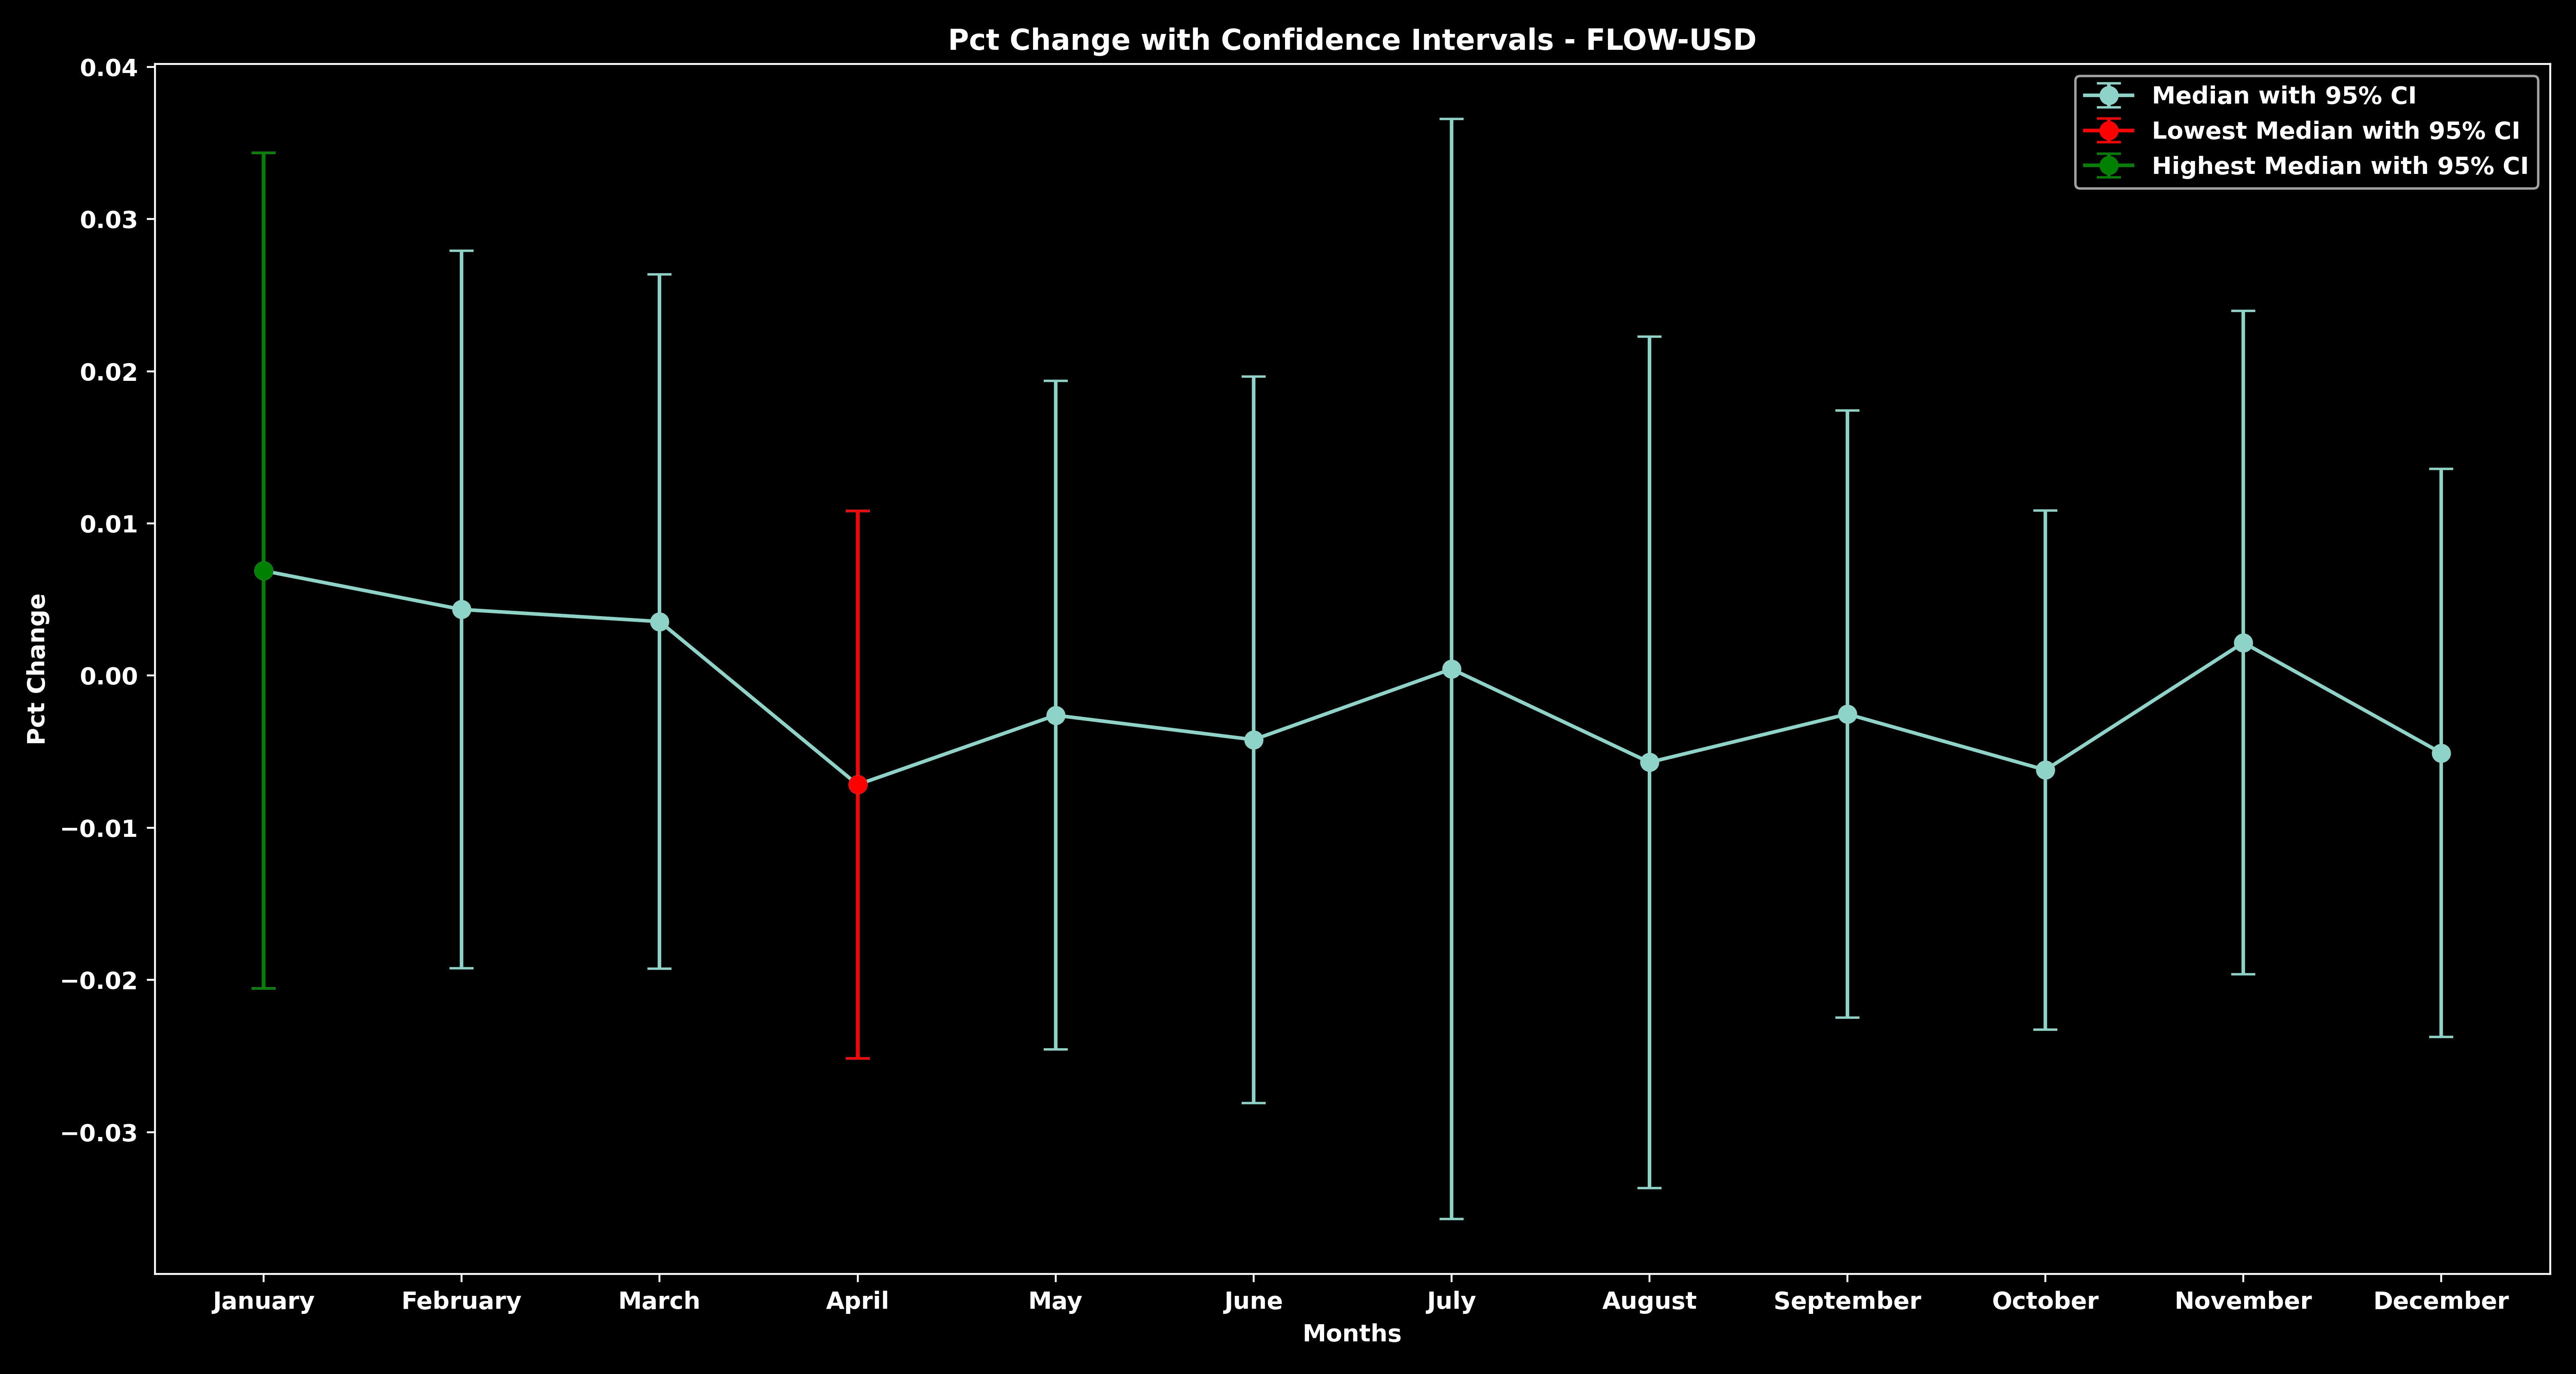 Pct Change with Confidence Intervals - FLOW-USD
Median with 95% CI
Lowest Median with 95% CI
Highest Median with 95% CI
Pct Change
0.04
0.03
0.02
0.01
0.00
−0.01
−0.02
−0.03
January February March April May June July August September October November December
Months